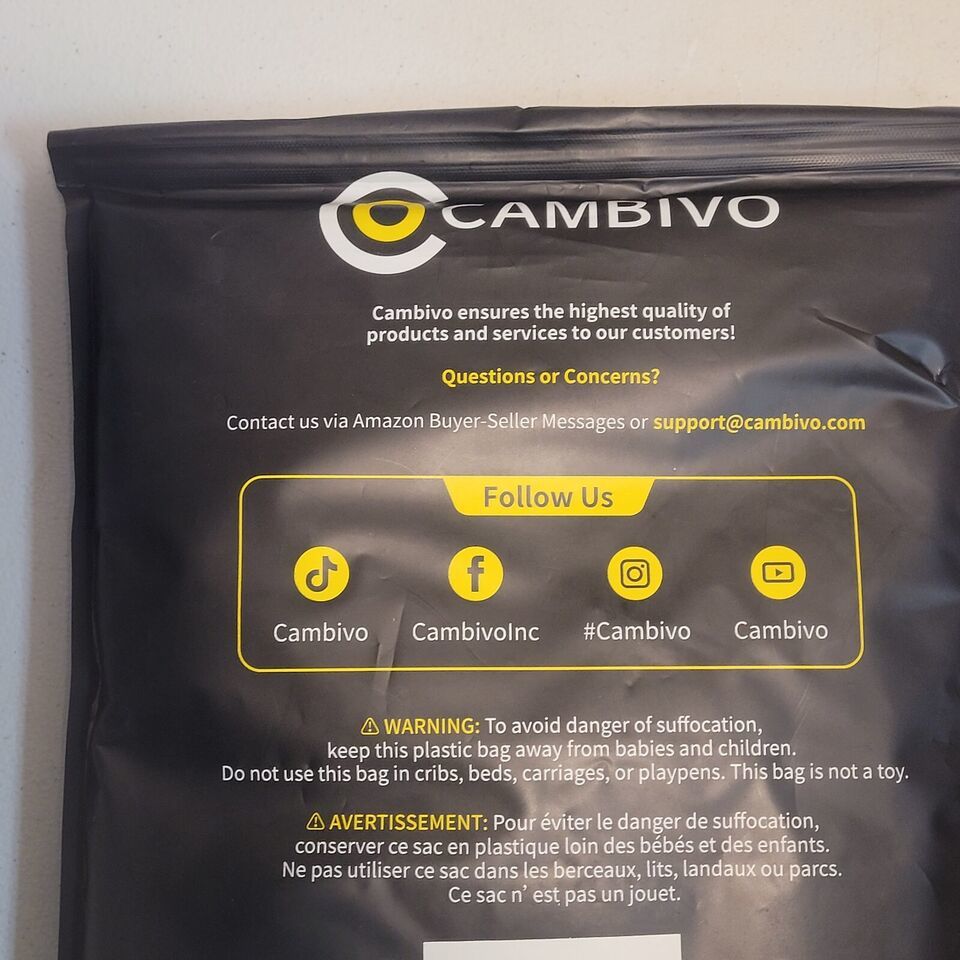 CAMBIVO
Cambivo ensures the highest quality of
products and services to our customers!
Questions or Concerns?
Contact us via Amazon Buyer-Seller Messages or support@cambivo.com
Follow Us
Cambivo CambivoInc #Cambivo Cambivo
⚠ WARNING: To avoid danger of suffocation,
keep this plastic bag away from babies and children.
Do not use this bag in cribs, beds, carriages, or playpens. This bag is not a toy.
⚠ AVERTISSEMENT: Pour éviter le danger de suffocation,
conserver ce sac en plastique loin des bébés et des enfants.
Ne pas utiliser ce sac dans les berceaux, lits, landaux ou parcs.
Ce sac n' est pas un jouet.